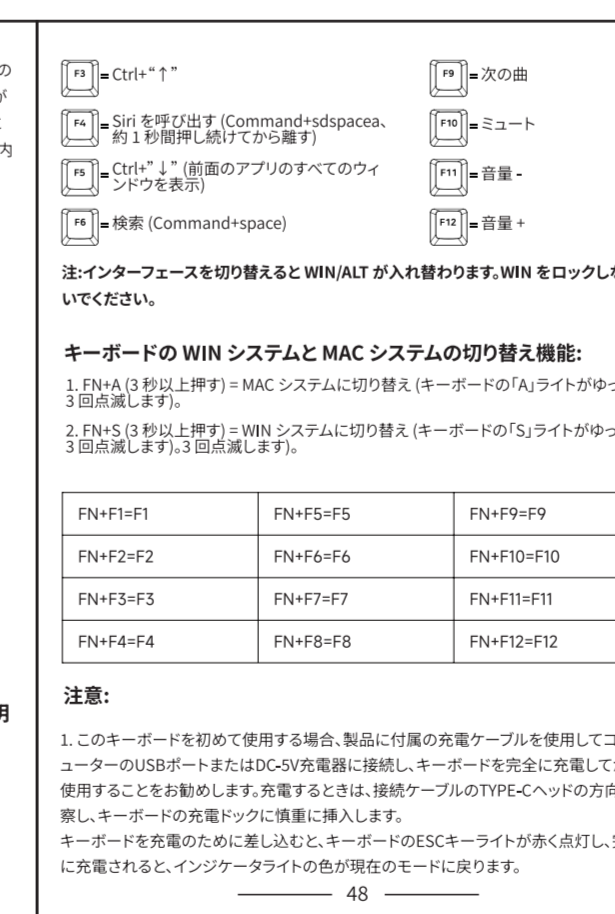 の
が
内
明
F3 = Ctrl+“↑”
F4 = Siri を呼び出す (Command+sdspacea、
約 1 秒間押し続けてから離す)
F5 = Ctrl+”↓” (前面のアプリのすべてのウィ
ンドウを表示)
F6 = 検索 (Command+space)
F9 = 次の曲
F10 = ミュート
F11 = 音量 -
F12 = 音量 +
注:インターフェースを切り替えると WIN/ALT が入れ替わります。WIN をロックしな
いでください。
キーボードの WIN システムと MAC システムの切り替え機能:
1. FN+A (3 秒以上押す) = MAC システムに切り替え (キーボードの「A」ライトがゆっ
3 回点滅します)。
2. FN+S (3 秒以上押す) = WIN システムに切り替え (キーボードの「S」ライトがゆっ
3 回点滅します)。3 回点滅します)。
FN+F1=F1 FN+F5=F5 FN+F9=F9
FN+F2=F2 FN+F6=F6 FN+F10=F10
FN+F3=F3 FN+F7=F7 FN+F11=F11
FN+F4=F4 FN+F8=F8 FN+F12=F12
注意:
1. このキーボードを初めて使用する場合、製品に付属の充電ケーブルを使用してコ
ューターのUSBポートまたはDC-5V充電器に接続し、キーボードを完全に充電して
使用することをお勧めします。充電するときは、接続ケーブルのTYPE-Cヘッドの方向
察し、キーボードの充電ドックに慎重に挿入します。
キーボードを充電のために差し込むと、キーボードのESCキーライトが赤く点灯し、
に充電されると、インジケータライトの色が現在のモードに戻ります。
48